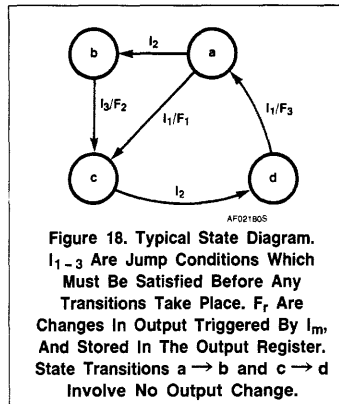 b
I2
a
I3/F2
I1/F1
I1/F3
c
I2
d
AF02180S
Figure 18. Typical State Diagram.
I1–3 Are Jump Conditions Which
Must Be Satisfied Before Any
Transitions Take Place. Fr Are
Changes In Output Triggered By Im,
And Stored In The Output Register.
State Transitions a → b and c → d
Involve No Output Change.